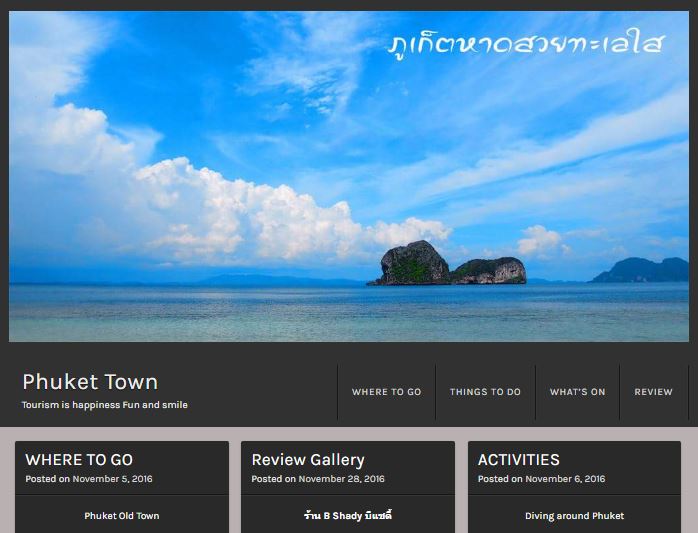 ภูเก็ตหาดสวยทะเลใส
Phuket Town
Tourism is happiness Fun and smile
WHERE TO GO
THINGS TO DO
WHAT'S ON
REVIEW
WHERE TO GO
Posted on November 5, 2016
Phuket Old Town
Review Gallery
Posted on November 28, 2016
ร้าน B Shady บีแชดี้
ACTIVITIES
Posted on November 6, 2016
Diving around Phuket